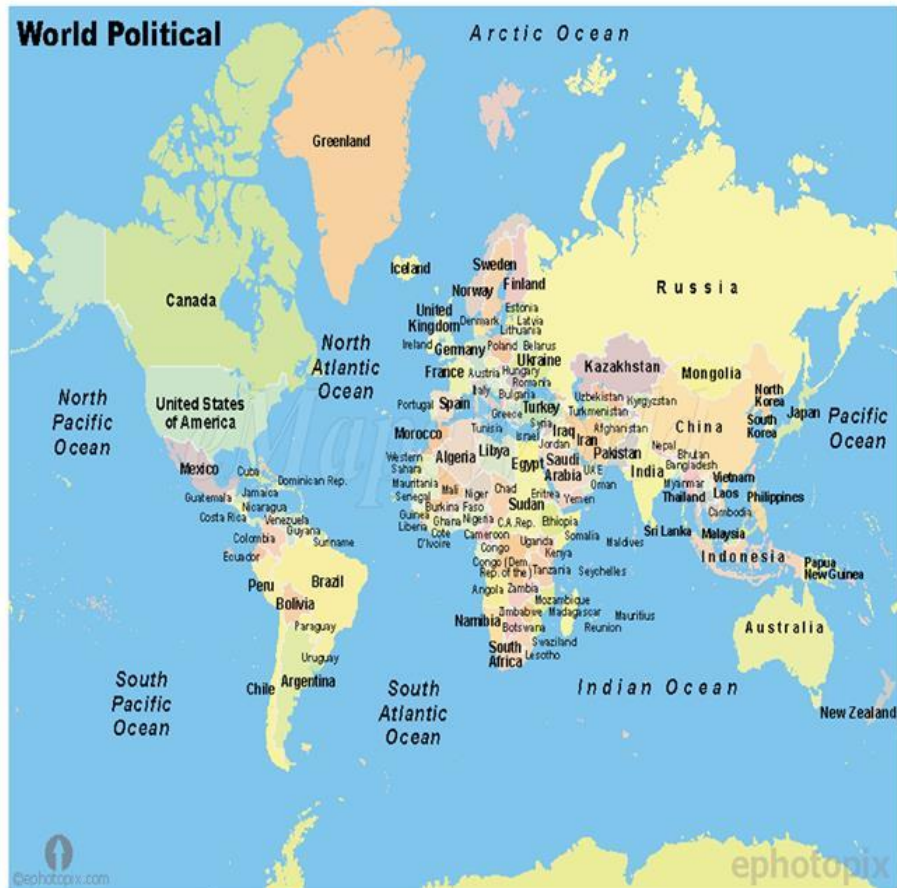 World Political
Arctic Ocean
Greenland
Iceland
Sweden
Norway
Finland
Russia
Canada
United
Kingdom
Estonia
Denmark
Latvia
Lithuania
Ireland
Germany
Poland
Belarus
North
Atlantic
Ocean
France
Austria
Hungary
Ukraine
Romania
Kazakhstan
Mongolia
Italy
Bulgaria
North
Pacific
Ocean
United States
of America
Portugal
Spain
Greece
Turkey
Uzbekistan
Kyrgyzstan
Turkmenistan
North
Korea
South
Korea
Japan
Pacific
Ocean
China
Morocco
Tunisia
Syria
Israel
Iraq
Jordan
Iran
Afghanistan
Algeria
Libya
Egypt
Saudi
Arabia
Pakistan
Nepal
Bhutan
Bangladesh
India
UAE
Oman
Mexico
Cuba
Dominican Rep.
Jamaica
Guatemala
Nicaragua
Costa Rica
Venezuela
Guyana
Colombia
Suriname
Ecuador
Western
Sahara
Mauritania
Senegal
Mali
Niger
Chad
Eritrea
Yemen
Sudan
Burkina Faso
Guinea
Liberia
Ghana
Nigeria
Cote
D'Ivoire
C.A.Rep.
Ethiopia
Cameroon
Somalia
Uganda
Congo
Kenya
Maldives
Myanmar
Vietnam
Thailand
Laos
Philippines
Cambodia
Sri Lanka
Malaysia
Indonesia
Papua
New Guinea
Congo (Dem.
Rep. of the)
Tanzania
Seychelles
Angola
Zambia
Peru
Brazil
Bolivia
Paraguay
Uruguay
Chile
Argentina
Mozambique
Zimbabwe
Madagascar
Mauritius
Namibia
Botswana
Reunion
Swaziland
South
Africa
Lesotho
Australia
South
Pacific
Ocean
South
Atlantic
Ocean
Indian Ocean
New Zealand
©ephotopix.com
ephotopix